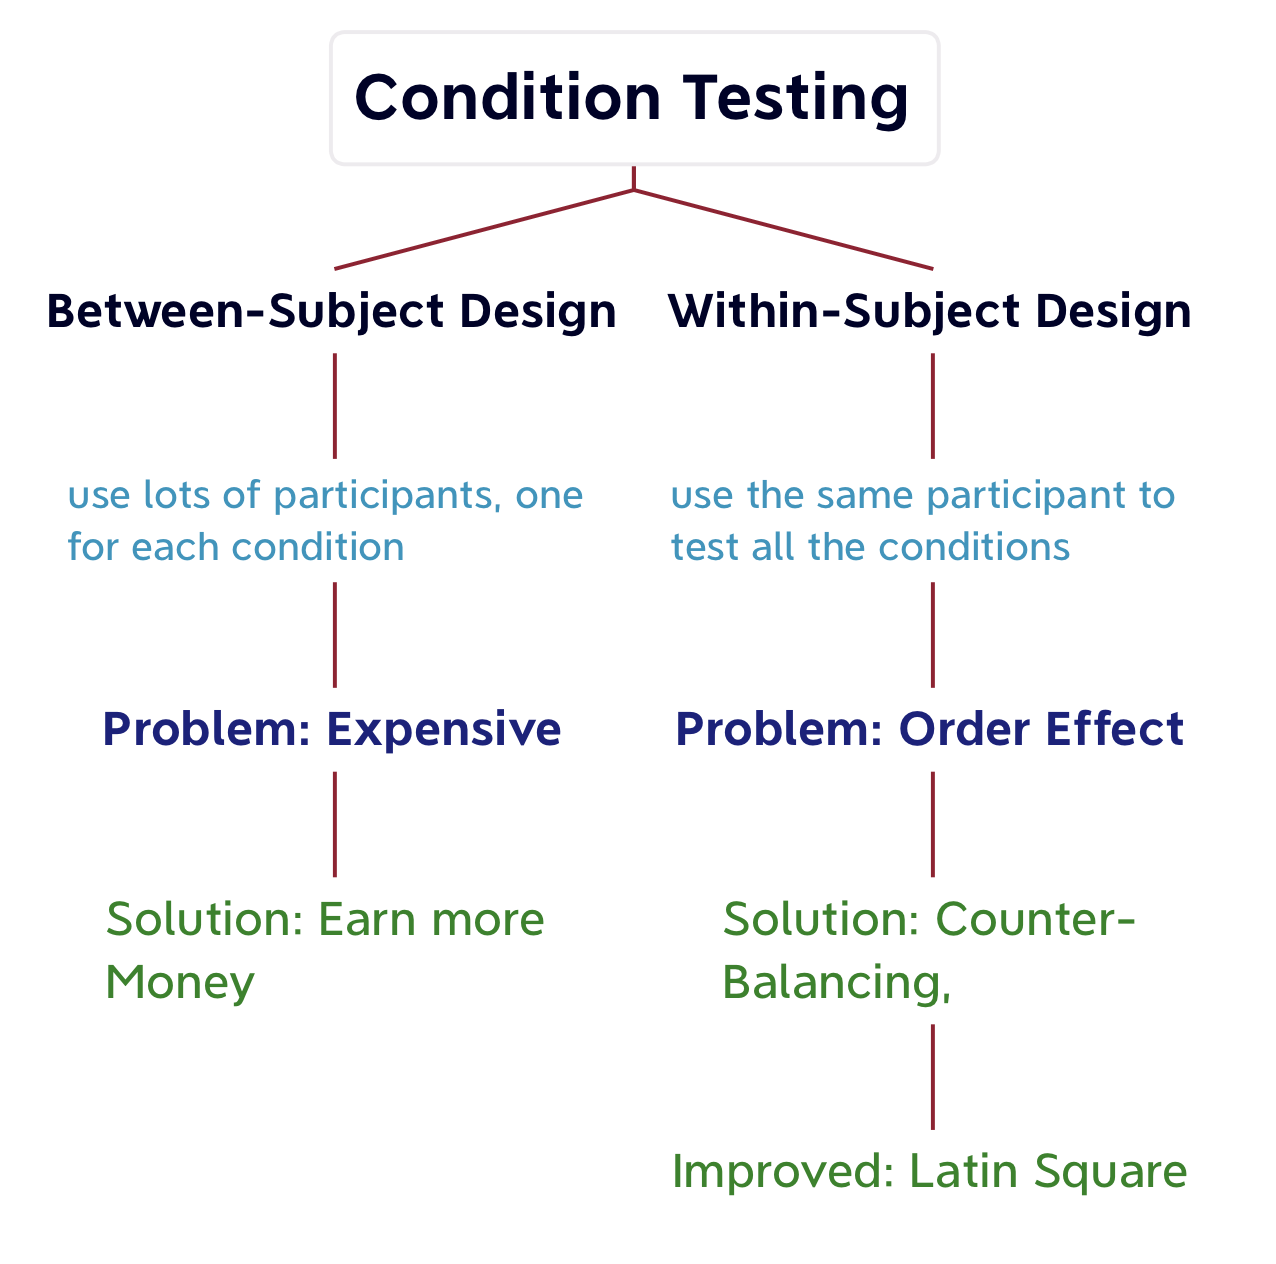 Condition Testing
Between-Subject Design
Within-Subject Design
use lots of participants, one
for each condition
use the same participant to
test all the conditions
Problem: Expensive
Problem: Order Effect
Solution: Earn more
Money
Solution: Counter-
Balancing,
Improved: Latin Square